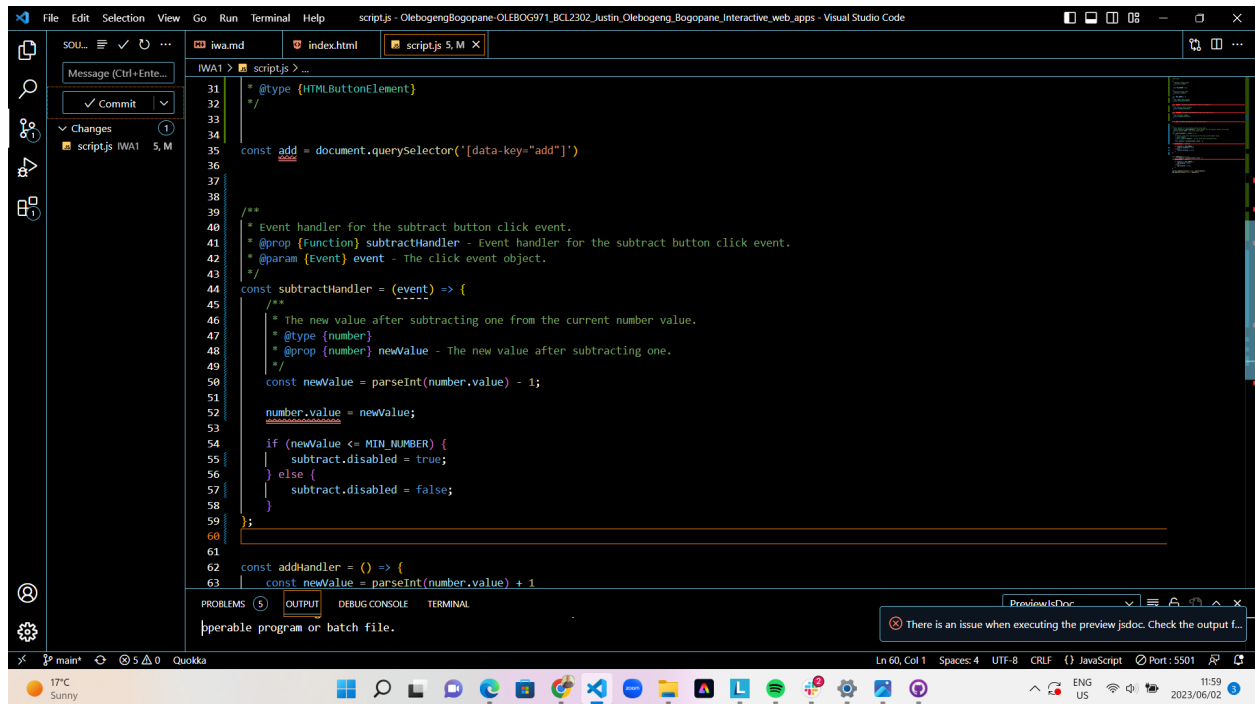 File Edit Selection View Go Run Terminal Help script.js - OlebogengBogopane-OLEBOG971_BCL2302_Justin_Olebogeng_Bogopane_Interactive_web_apps - Visual Studio Code
SOU...
iwa.md index.html script.js 5, M
Message (Ctrl+Ente...
IWA1 > script.js > ...
Commit
Changes 1
script.js IWA1 5, M
31 * @type {HTMLButtonElement}
32 */
33
34
35 const add = document.querySelector('[data-key="add"]')
36
37
38
39 /**
40 * Event handler for the subtract button click event.
41 * @prop {Function} subtractHandler - Event handler for the subtract button click event.
42 * @param {Event} event - The click event object.
43 */
44 const subtractHandler = (event) => {
45 /**
46 * The new value after subtracting one from the current number value.
47 * @type {number}
48 * @prop {number} newValue - The new value after subtracting one.
49 */
50 const newValue = parseInt(number.value) - 1;
51
52 number.value = newValue;
53
54 if (newValue <= MIN_NUMBER) {
55 subtract.disabled = true;
56 } else {
57 subtract.disabled = false;
58 }
59 };
60
61
62 const addHandler = () => {
63 const newValue = parseInt(number.value) + 1
PROBLEMS 5 OUTPUT DEBUG CONSOLE TERMINAL PreviewJsDoc
operable program or batch file.
There is an issue when executing the preview jsdoc. Check the output f...
main* 5 0 Quokka Ln 60, Col 1 Spaces: 4 UTF-8 CRLF {} JavaScript Port : 5501
17°C
Sunny
zoom
2
ENG
US
11:59
2023/06/02
3